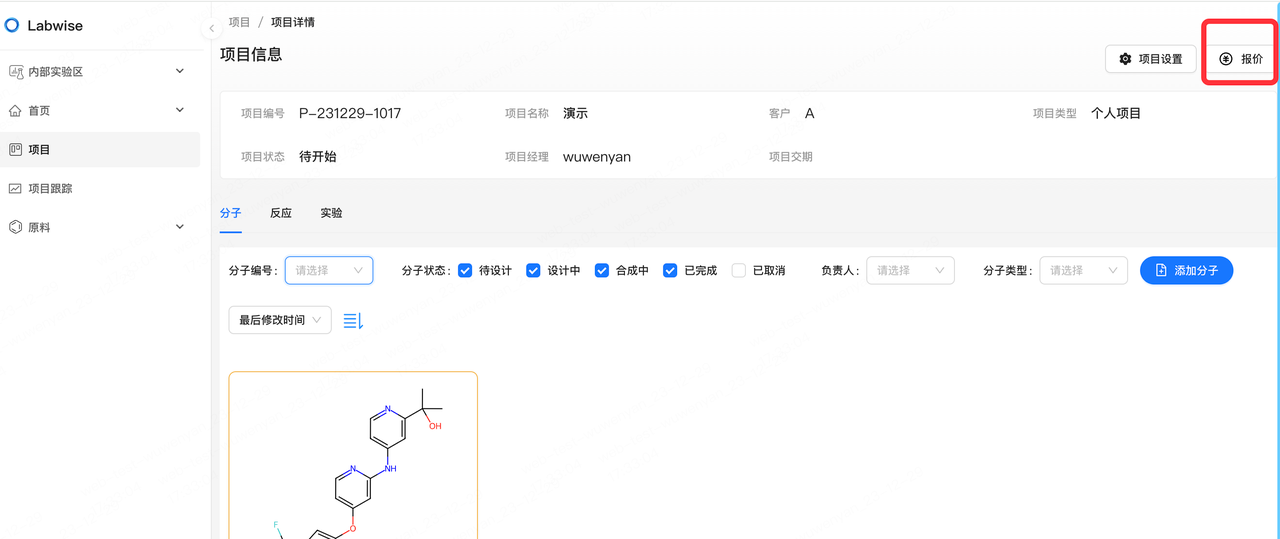 Labwise
内部实验区
首页
项目
项目跟踪
原料
项目 / 项目详情
项目信息
项目设置
报价
项目编号 P-231229-1017 项目名称 演示 客户 A 项目类型 个人项目
项目状态 待开始 项目经理 wuwenyan 项目交期
分子 反应 实验
分子编号: 请选择 分子状态: 待设计 设计中 合成中 已完成 已取消 负责人: 请选择 分子类型: 请选择 添加分子
最后修改时间
N
OH
N
NH
F
O